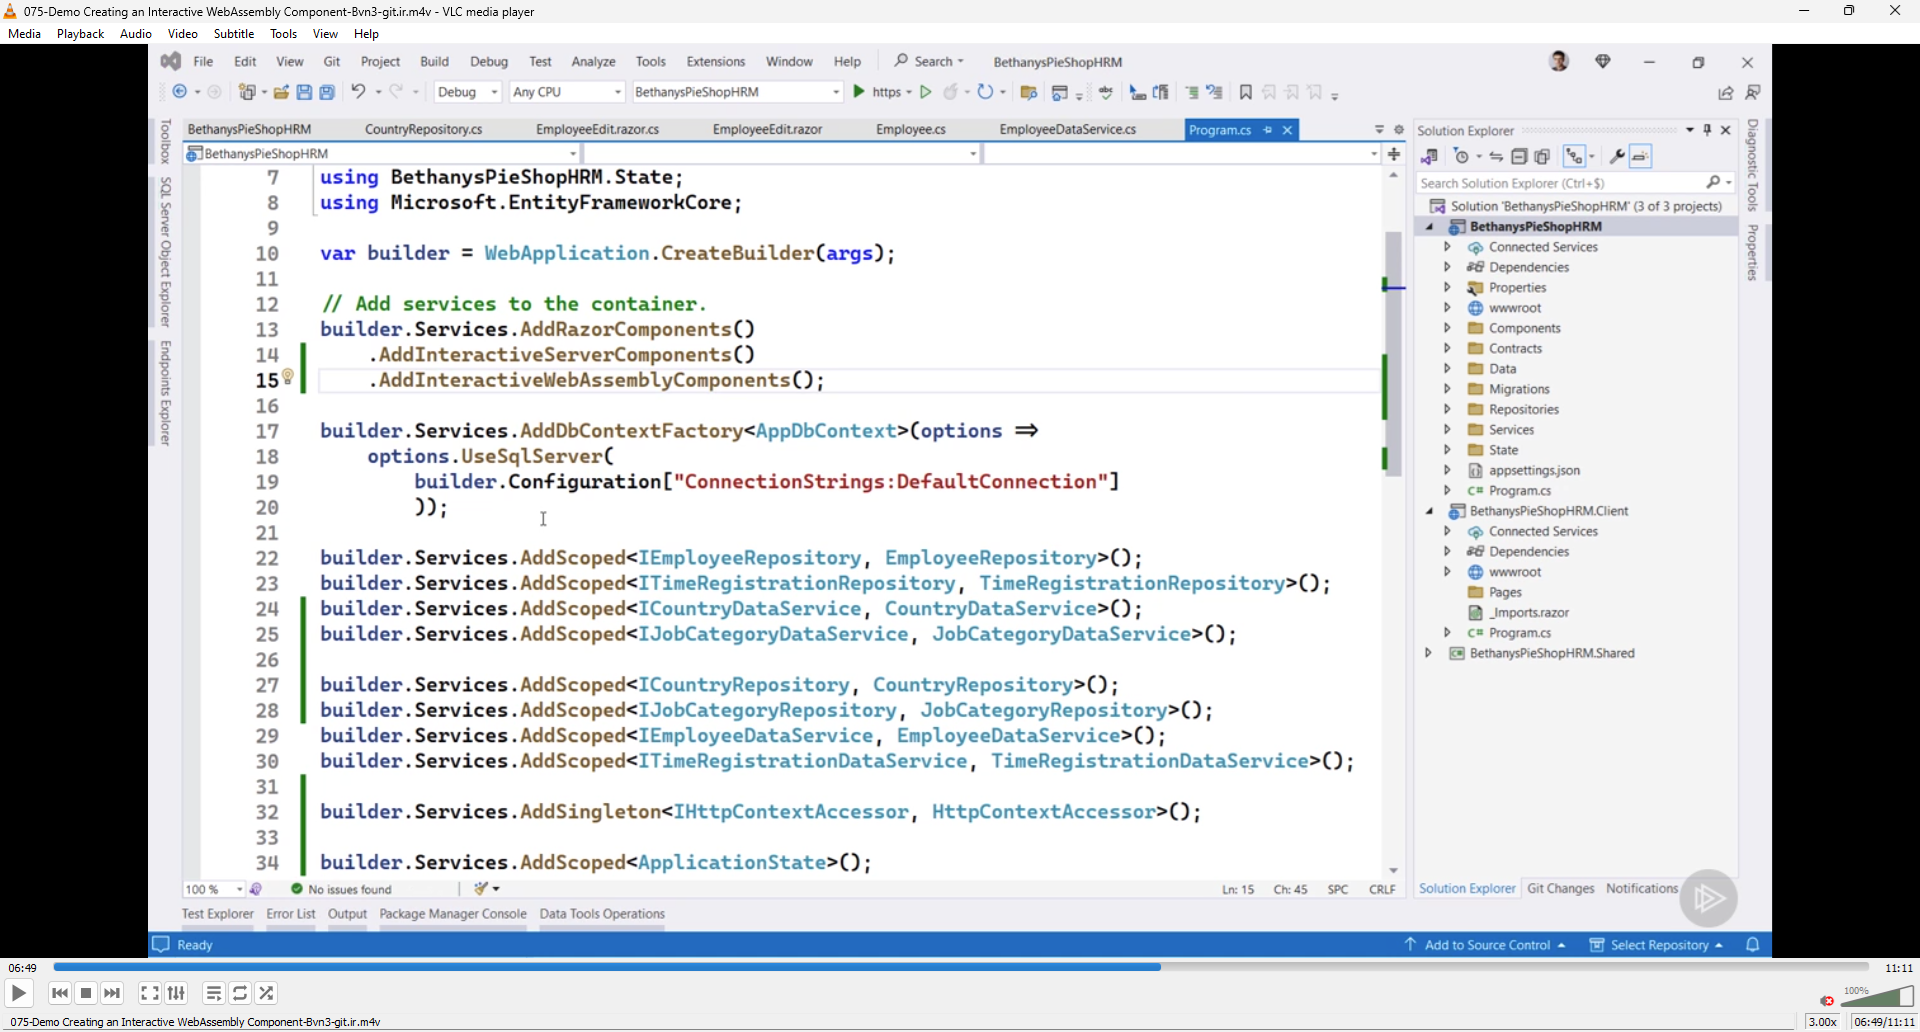 075-Demo Creating an Interactive WebAssembly Component-Bvn3-git.ir.m4v - VLC media player
Media Playback Audio Video Subtitle Tools View Help
File Edit View Git Project Build Debug Test Analyze Tools Extensions Window Help Search BethanysPieShopHRM
Debug Any CPU BethanysPieShopHRM https
BethanysPieShopHRM CountryRepository.cs EmployeeEdit.razor.cs EmployeeEdit.razor Employee.cs EmployeeDataService.cs Program.cs
BethanysPieShopHRM
Toolbox
SQL Server Object Explorer
Endpoints Explorer
7 using BethanysPieShopHRM.State;
8 using Microsoft.EntityFrameworkCore;
9
10 var builder = WebApplication.CreateBuilder(args);
11
12 // Add services to the container.
13 builder.Services.AddRazorComponents()
14 .AddInteractiveServerComponents()
15 .AddInteractiveWebAssemblyComponents();
16
17 builder.Services.AddDbContextFactory<AppDbContext>(options =>
18 options.UseSqlServer(
19 builder.Configuration["ConnectionStrings:DefaultConnection"]
20 ));
21
22 builder.Services.AddScoped<IEmployeeRepository, EmployeeRepository>();
23 builder.Services.AddScoped<ITimeRegistrationRepository, TimeRegistrationRepository>();
24 builder.Services.AddScoped<ICountryDataService, CountryDataService>();
25 builder.Services.AddScoped<IJobCategoryDataService, JobCategoryDataService>();
26
27 builder.Services.AddScoped<ICountryRepository, CountryRepository>();
28 builder.Services.AddScoped<IJobCategoryRepository, JobCategoryRepository>();
29 builder.Services.AddScoped<IEmployeeDataService, EmployeeDataService>();
30 builder.Services.AddScoped<ITimeRegistrationDataService, TimeRegistrationDataService>();
31
32 builder.Services.AddSingleton<IHttpContextAccessor, HttpContextAccessor>();
33
34 builder.Services.AddScoped<ApplicationState>();
100 % No issues found Ln: 15 Ch: 45 SPC CRLF
Test Explorer Error List Output Package Manager Console Data Tools Operations
Solution Explorer
Search Solution Explorer (Ctrl+$)
Solution 'BethanysPieShopHRM' (3 of 3 projects)
BethanysPieShopHRM
Connected Services
Dependencies
Properties
wwwroot
Components
Contracts
Data
Migrations
Repositories
Services
State
appsettings.json
C# Program.cs
BethanysPieShopHRM.Client
Connected Services
Dependencies
wwwroot
Pages
_Imports.razor
C# Program.cs
BethanysPieShopHRM.Shared
Solution Explorer Git Changes Notifications
Diagnostic Tools
Properties
Ready Add to Source Control Select Repository
06:49 11:11
100%
075-Demo Creating an Interactive WebAssembly Component-Bvn3-git.ir.m4v 3.00x 06:49/11:11